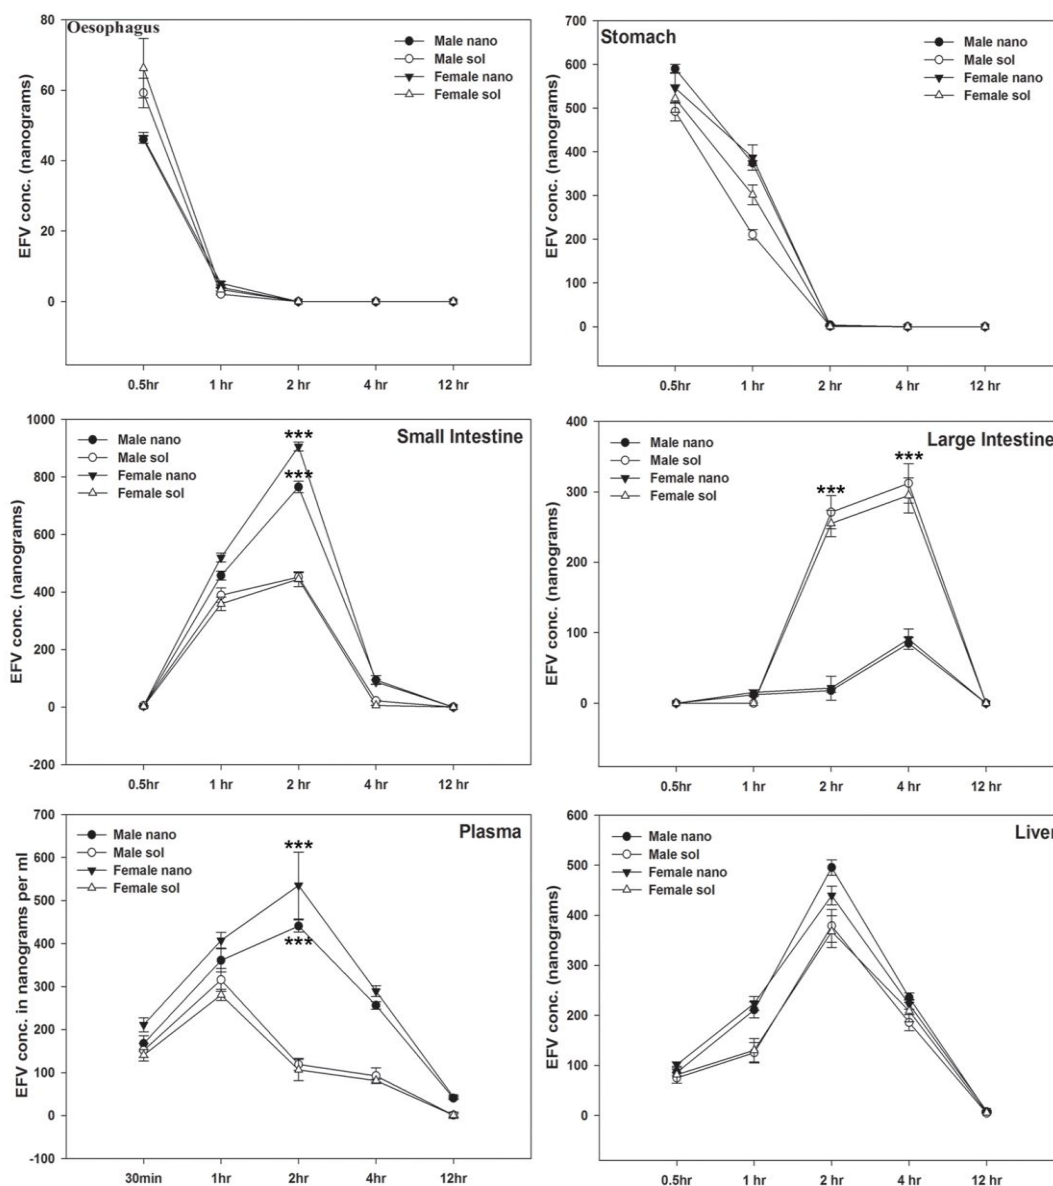 Oesophagus
Male nano
Male sol
Female nano
Female sol
EFV conc. (nanograms)
80
60
40
20
0
0.5hr 1 hr 2 hr 4 hr 12 hr
Stomach
Male nano
Male sol
Female nano
Female sol
EFV conc. (nanograms)
700
600
500
400
300
200
100
0
0.5hr 1 hr 2 hr 4 hr 12 hr
Small Intestine
Male nano
Male sol
Female nano
Female sol
***
***
EFV conc. (nanograms)
1000
800
600
400
200
0
-200
0.5hr 1 hr 2 hr 4 hr 12 hr
Large Intestine
Male nano
Male sol
Female nano
Female sol
***
***
EFV conc. (nanograms)
400
300
200
100
0
0.5hr 1 hr 2 hr 4 hr 12 hr
Plasma
Male nano
Male sol
Female nano
Female sol
***
***
EFV conc. in nanograms per ml
700
600
500
400
300
200
100
0
-100
30min 1hr 2hr 4hr 12hr
Liver
Male nano
Male sol
Female nano
Female sol
EFV conc. (nanograms)
600
500
400
300
200
100
0
0.5hr 1 hr 2 hr 4 hr 12 hr